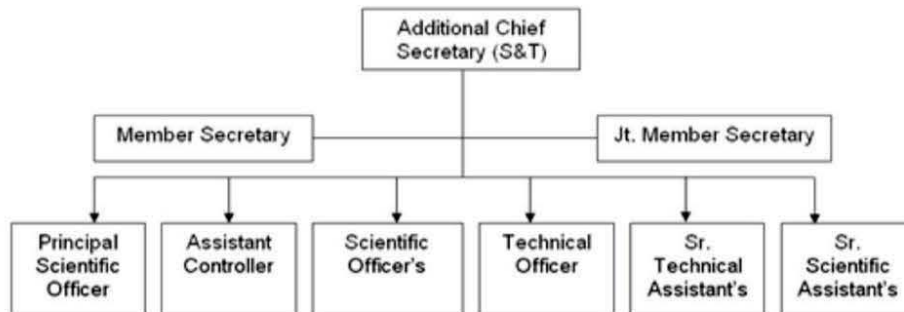 Additional Chief
Secretary (S&T)
Member Secretary
Jt. Member Secretary
Principal
Scientific
Officer
Assistant
Controller
Scientific
Officer's
Technical
Officer
Sr.
Technical
Assistant's
Sr.
Scientific
Assistant's